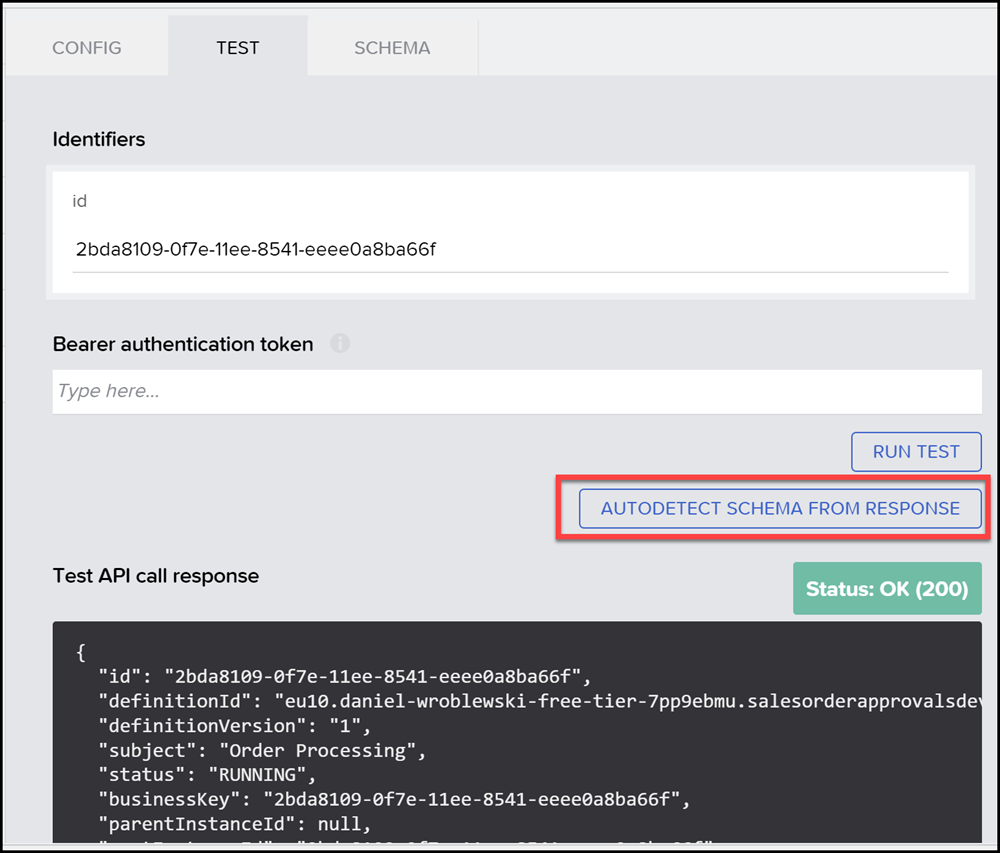 CONFIG TEST SCHEMA
Identifiers
id
2bda8109-0f7e-11ee-8541-eeee0a8ba66f
Bearer authentication token
Type here...
RUN TEST
AUTODETECT SCHEMA FROM RESPONSE
Test API call response
Status: OK (200)
{
"id": "2bda8109-0f7e-11ee-8541-eeee0a8ba66f",
"definitionId": "eu10.daniel-wroblewski-free-tier-7pp9ebmu.salesorderapprovalsdev
"definitionVersion": "1",
"subject": "Order Processing",
"status": "RUNNING",
"businessKey": "2bda8109-0f7e-11ee-8541-eeee0a8ba66f",
"parentInstanceId": null,